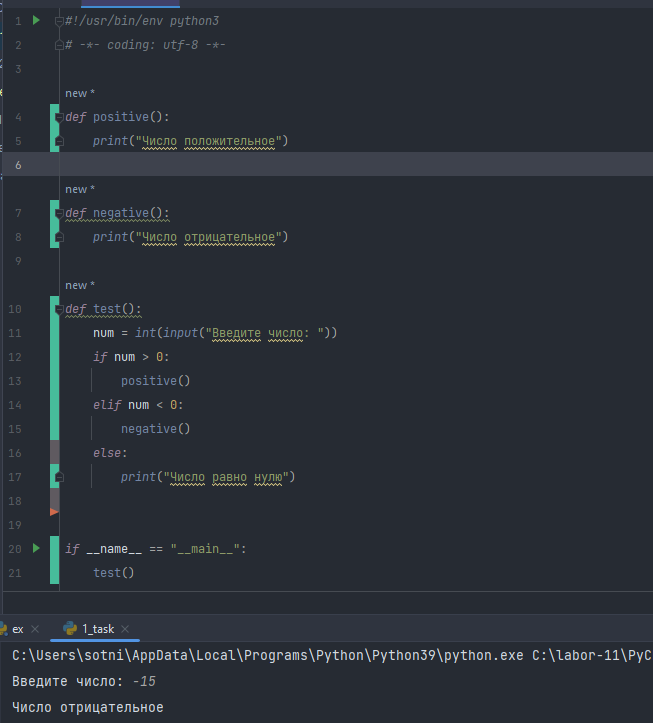 1 #!/usr/bin/env python3
2 # -*- coding: utf-8 -*-
3
new *
4 def positive():
5 print("Число положительное")
6
new *
7 def negative():
8 print("Число отрицательное")
9
new *
10 def test():
11 num = int(input("Введите число: "))
12 if num > 0:
13 positive()
14 elif num < 0:
15 negative()
16 else:
17 print("Число равно нулю")
18
19
20 if __name__ == "__main__":
21 test()
ex × 1_task ×
C:\Users\sotni\AppData\Local\Programs\Python\Python39\python.exe C:\labor-11\PyC
Введите число: -15
Число отрицательное